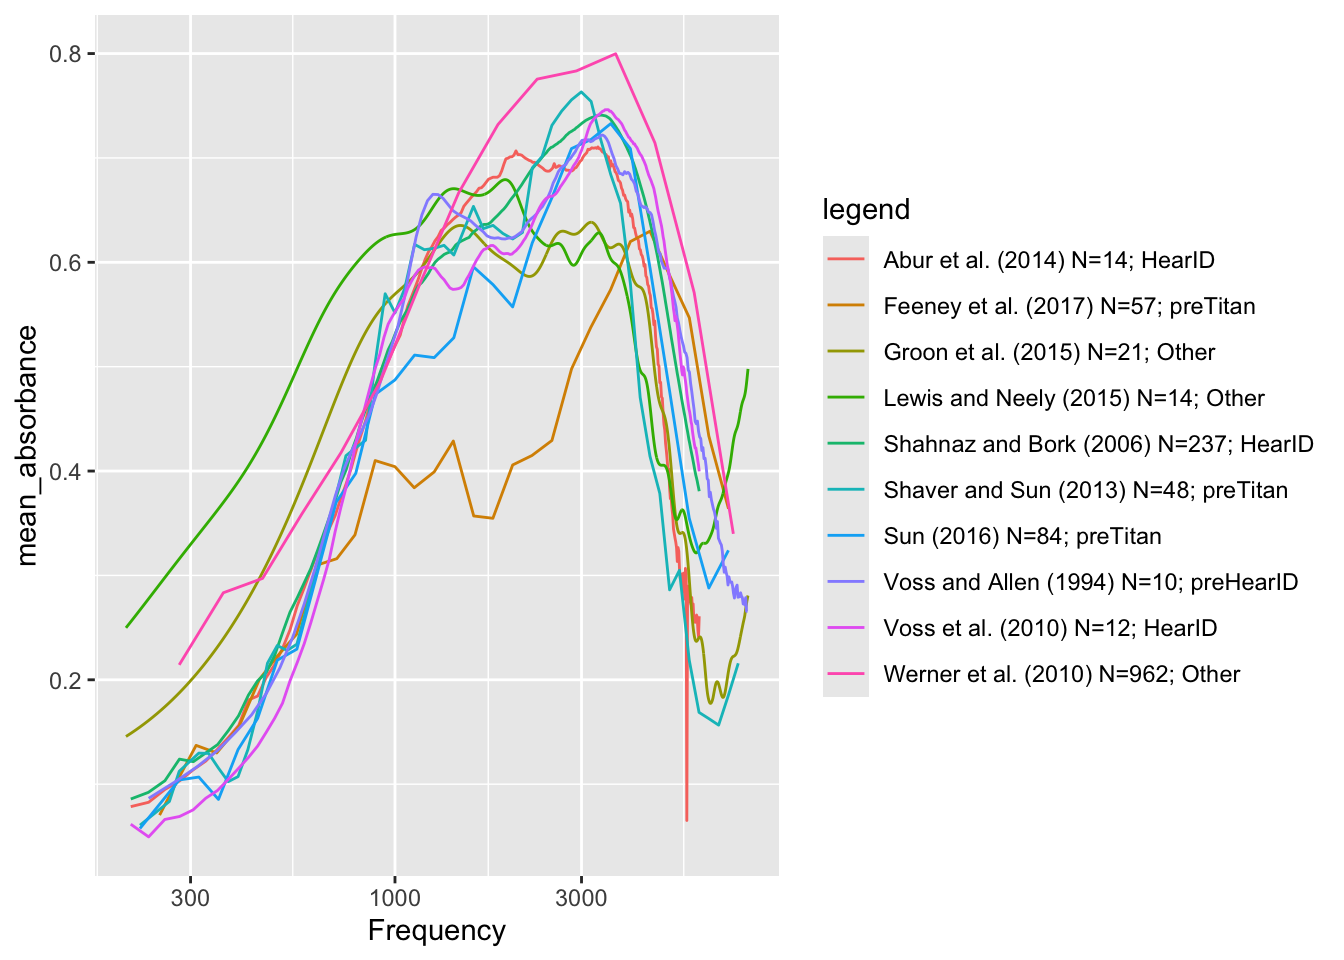 0.8
0.6
0.4
0.2
mean_absorbance
300
1000
3000
Frequency
legend
Abur et al. (2014) N=14; HearID
Feeney et al. (2017) N=57; preTitan
Groon et al. (2015) N=21; Other
Lewis and Neely (2015) N=14; Other
Shahnaz and Bork (2006) N=237; HearID
Shaver and Sun (2013) N=48; preTitan
Sun (2016) N=84; preTitan
Voss and Allen (1994) N=10; preHearID
Voss et al. (2010) N=12; HearID
Werner et al. (2010) N=962; Other